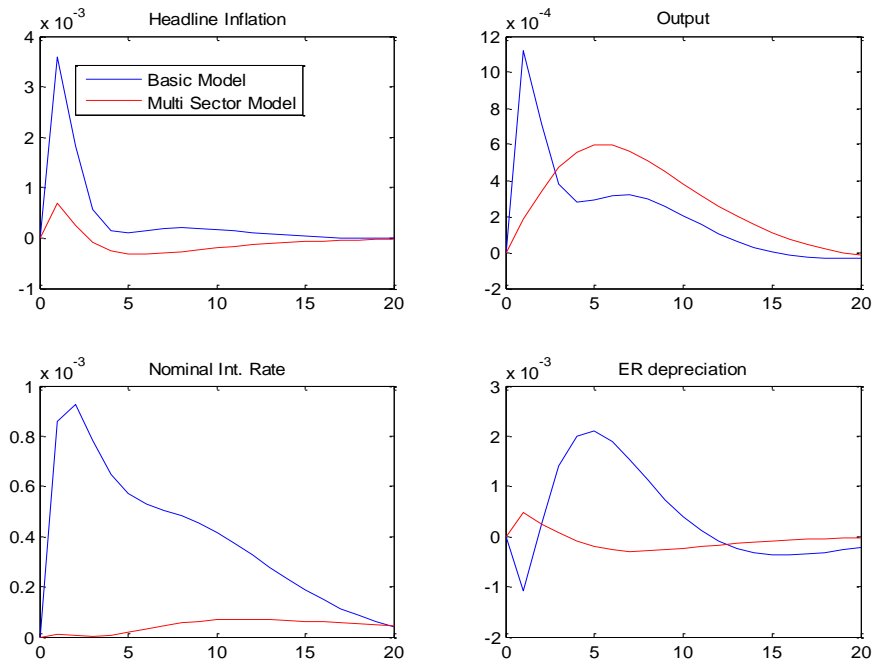 Headline Inflation
x 10^-3
4
3
2
1
0
-1
0 5 10 15 20
Basic Model
Multi Sector Model
Output
x 10^-4
12
10
8
6
4
2
0
-2
0 5 10 15 20
Nominal Int. Rate
x 10^-3
1
0.8
0.6
0.4
0.2
0
0 5 10 15 20
ER depreciation
x 10^-3
3
2
1
0
-1
-2
0 5 10 15 20